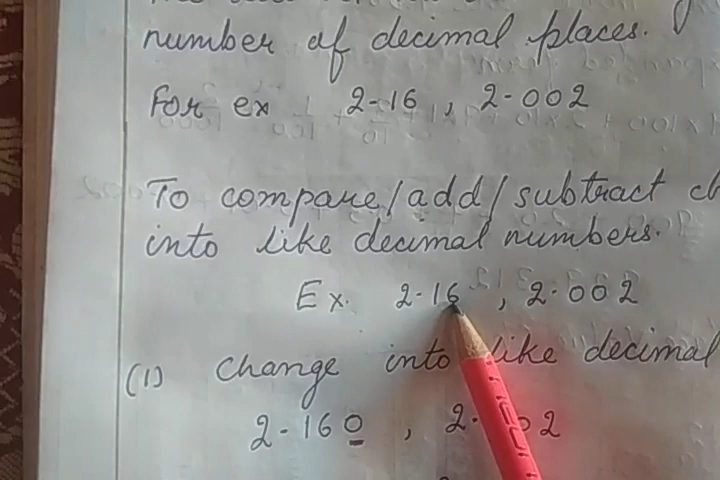 number of decimal places.
For ex 2-16 , 2-002
To compare/add/subtract
into like decimal numbers.
Ex. 2.16 , 2.002
(1) change into like decimal
2-160 ,